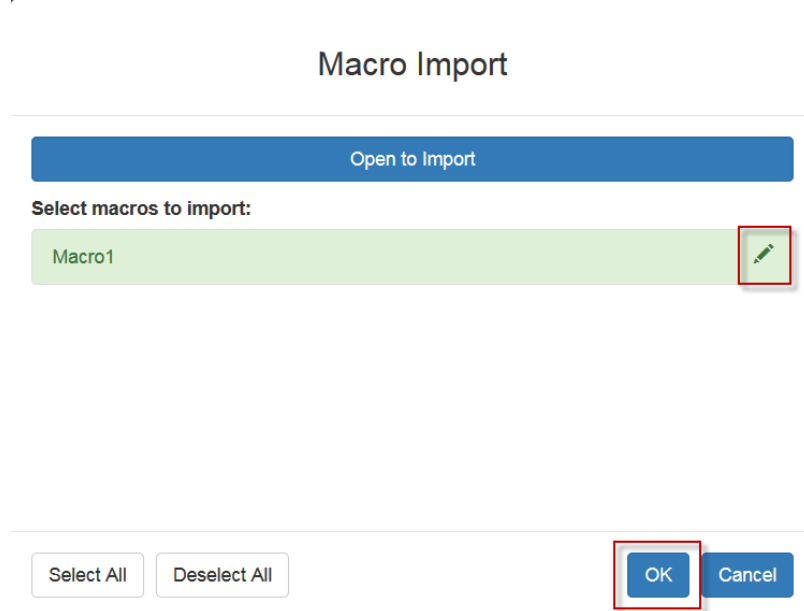 Macro Import
Open to Import
Select macros to import:
Macro1
Select All Deselect All OK Cancel